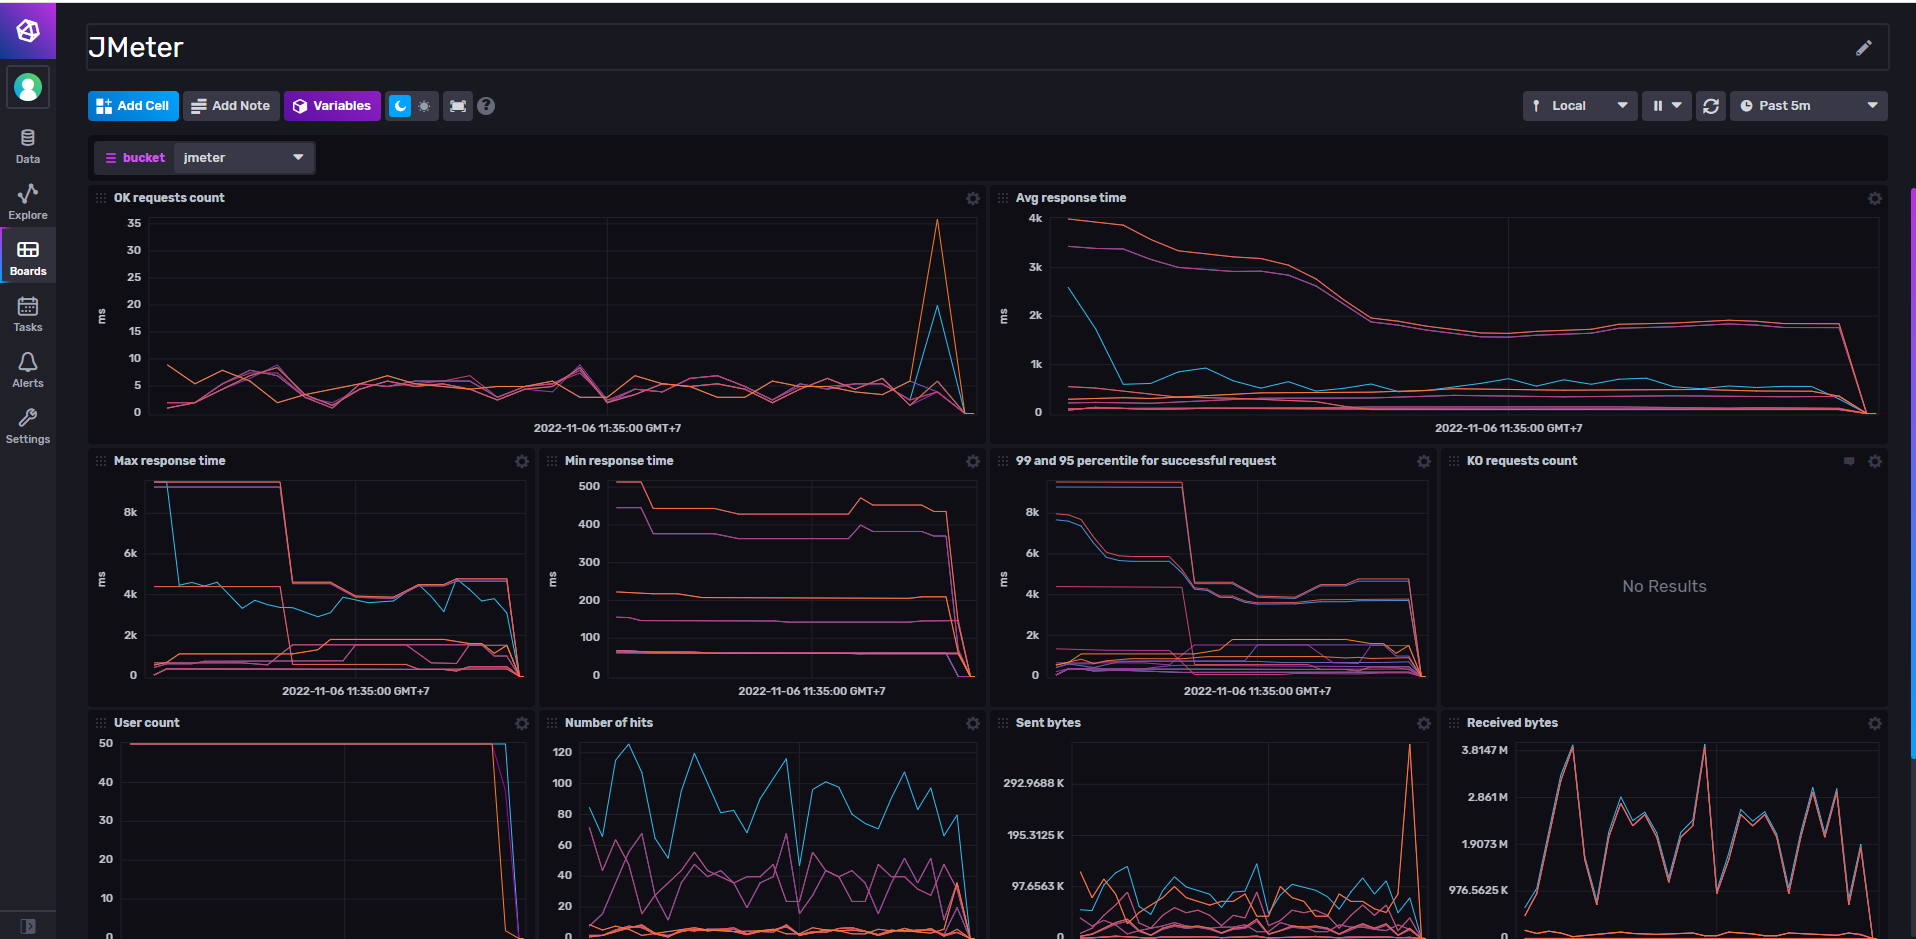 JMeter
Add Cell
Add Note
Variables
?
Local
Past 5m
bucket
jmeter
Data
Explore
Boards
Tasks
Alerts
Settings
OK requests count
35
30
25
20
15
10
5
0
ms
2022-11-06 11:35:00 GMT+7
Avg response time
4k
3k
2k
1k
0
ms
2022-11-06 11:35:00 GMT+7
Max response time
8k
6k
4k
2k
0
ms
2022-11-06 11:35:00 GMT+7
Min response time
500
400
300
200
100
0
ms
2022-11-06 11:35:00 GMT+7
99 and 95 percentile for successful request
8k
6k
4k
2k
0
ms
2022-11-06 11:35:00 GMT+7
KO requests count
No Results
User count
50
40
30
20
10
0
Number of hits
120
100
80
60
40
20
0
Sent bytes
292.9688 K
195.3125 K
97.6563 K
0
Received bytes
3.8147 M
2.861 M
1.9073 M
976.5625 K
0